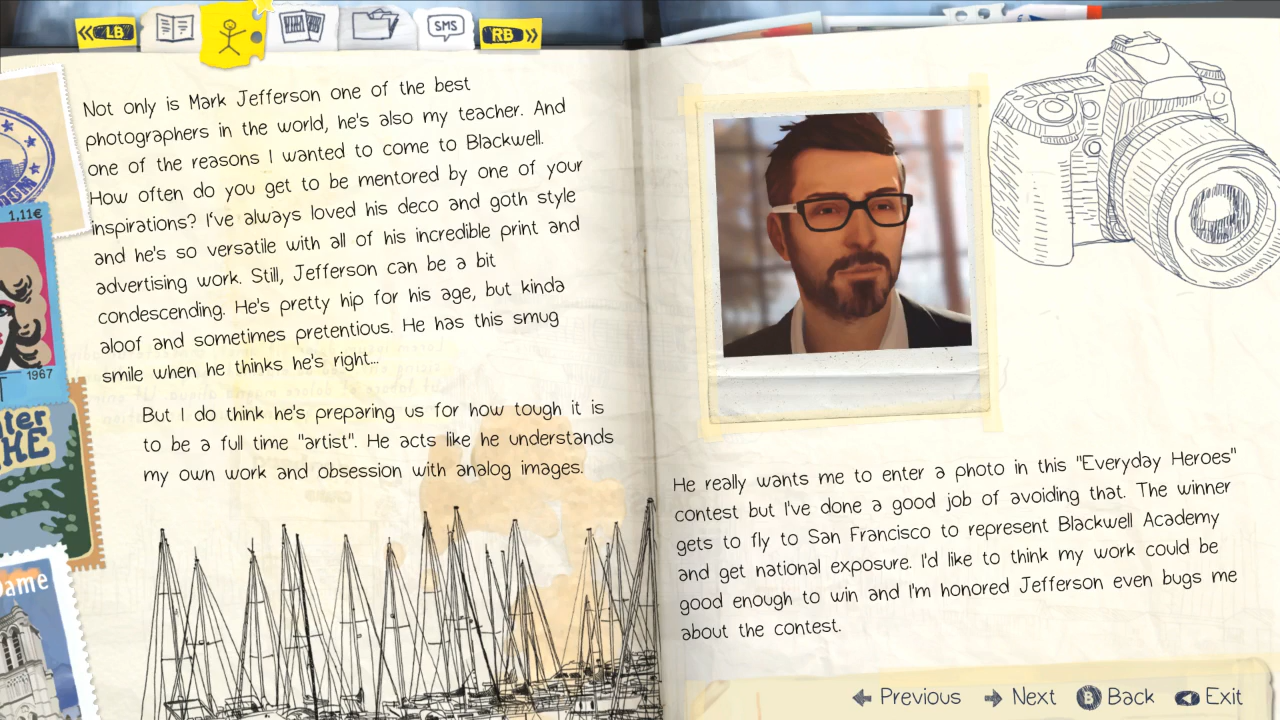 LB
SMS
RB
Not only is Mark Jefferson one of the best
photographers in the world, he's also my teacher. And
one of the reasons I wanted to come to Blackwell.
How often do you get to be mentored by one of your
inspirations? I've always loved his deco and goth style
and he's so versatile with all of his incredible print and
advertising work. Still, Jefferson can be a bit
condescending. He's pretty hip for his age, but kinda
aloof and sometimes pretentious. He has this smug
smile when he thinks he's right...
But I do think he's preparing us for how tough it is
to be a full time "artist". He acts like he understands
my own work and obsession with analog images.
1,11€
1967
Dame
He really wants me to enter a photo in this "Everyday Heroes"
contest but I've done a good job of avoiding that. The winner
gets to fly to San Francisco to represent Blackwell Academy
and get national exposure. I'd like to think my work could be
good enough to win and I'm honored Jefferson even bugs me
about the contest.
Previous Next B Back Exit